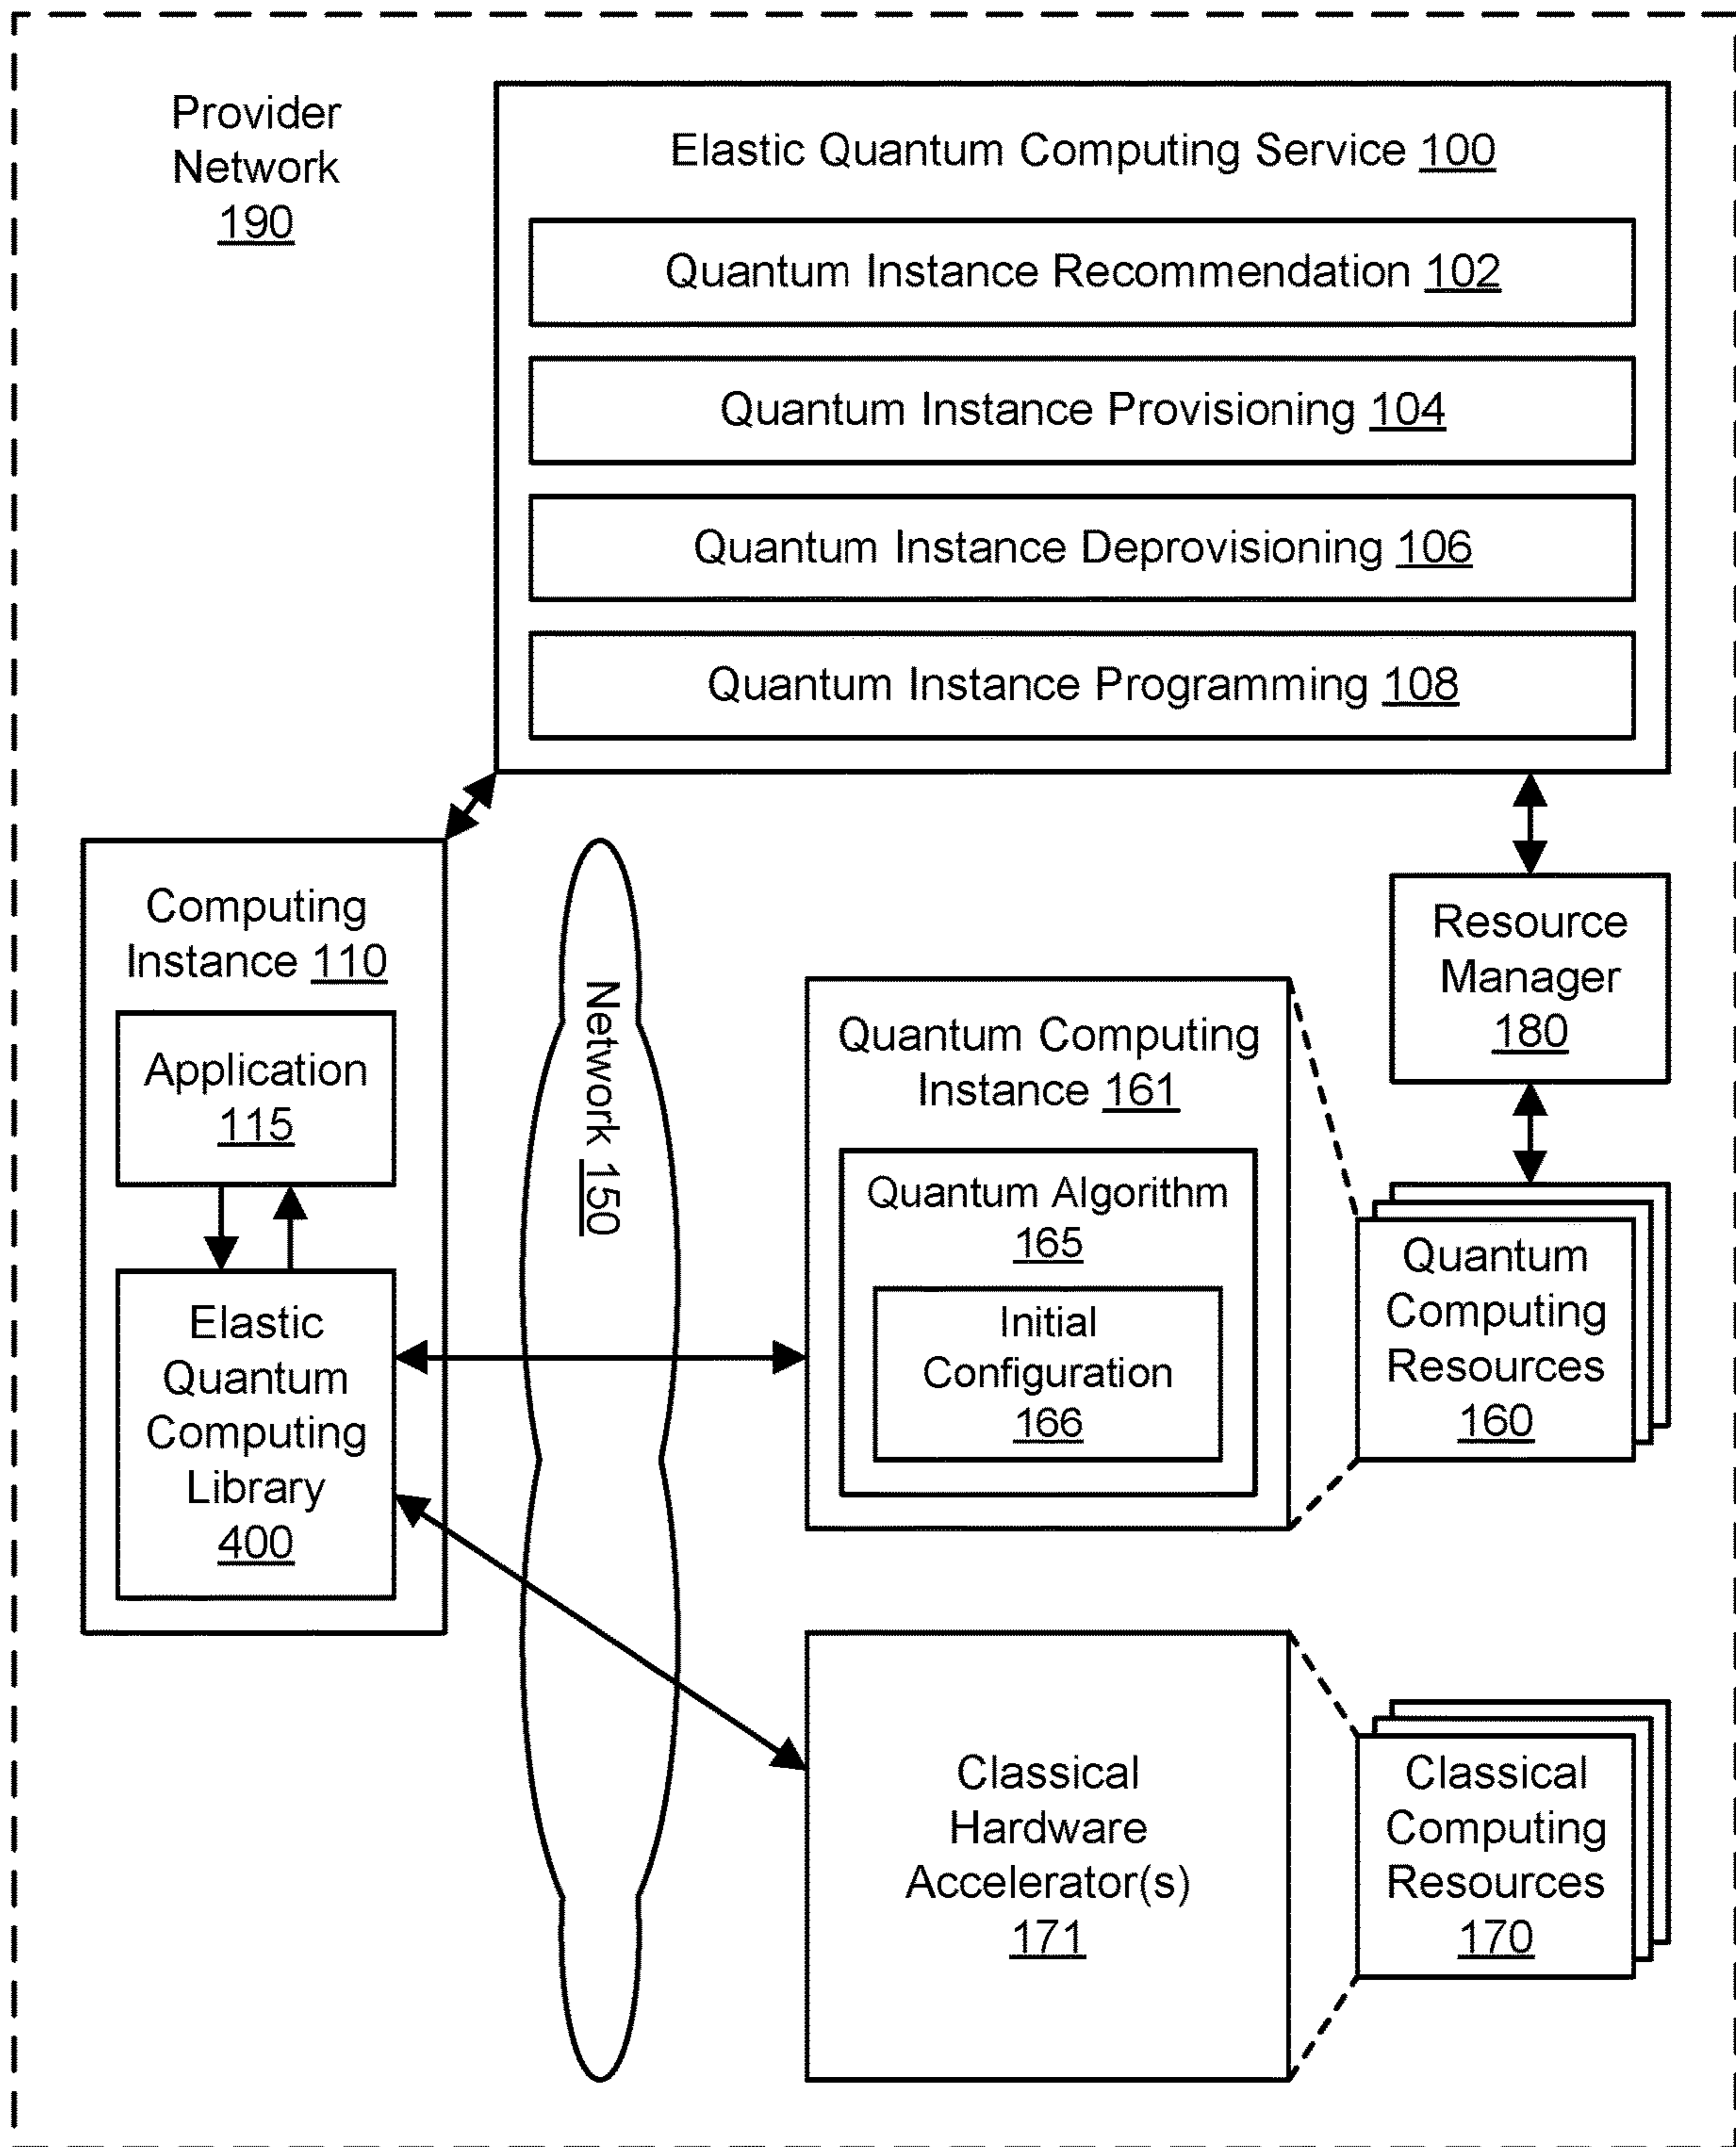 Provider
Network
190
Elastic Quantum Computing Service 100
Quantum Instance Recommendation 102
Quantum Instance Provisioning 104
Quantum Instance Deprovisioning 106
Quantum Instance Programming 108
Computing
Instance 110
Application
115
Elastic
Quantum
Computing
Library
400
Network 150
Quantum Computing
Instance 161
Quantum Algorithm
165
Initial
Configuration
166
Resource
Manager
180
Quantum
Computing
Resources
160
Classical
Hardware
Accelerator(s)
171
Classical
Computing
Resources
170